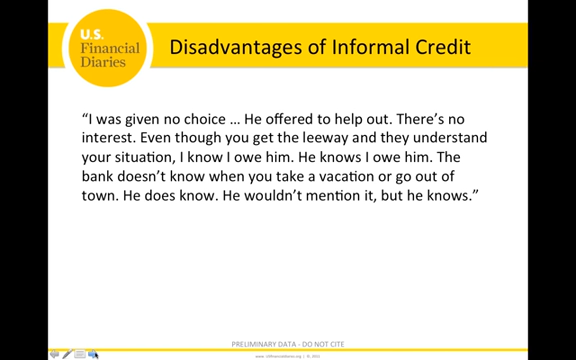 U.S.
Financial
Diaries
Disadvantages of Informal Credit
“I was given no choice … He offered to help out. There’s no
interest. Even though you get the leeway and they understand
your situation, I know I owe him. He knows I owe him. The
bank doesn’t know when you take a vacation or go out of
town. He does know. He wouldn’t mention it, but he knows.”
PRELIMINARY DATA - DO NOT CITE
www.usfinancialdiaries.org | ©